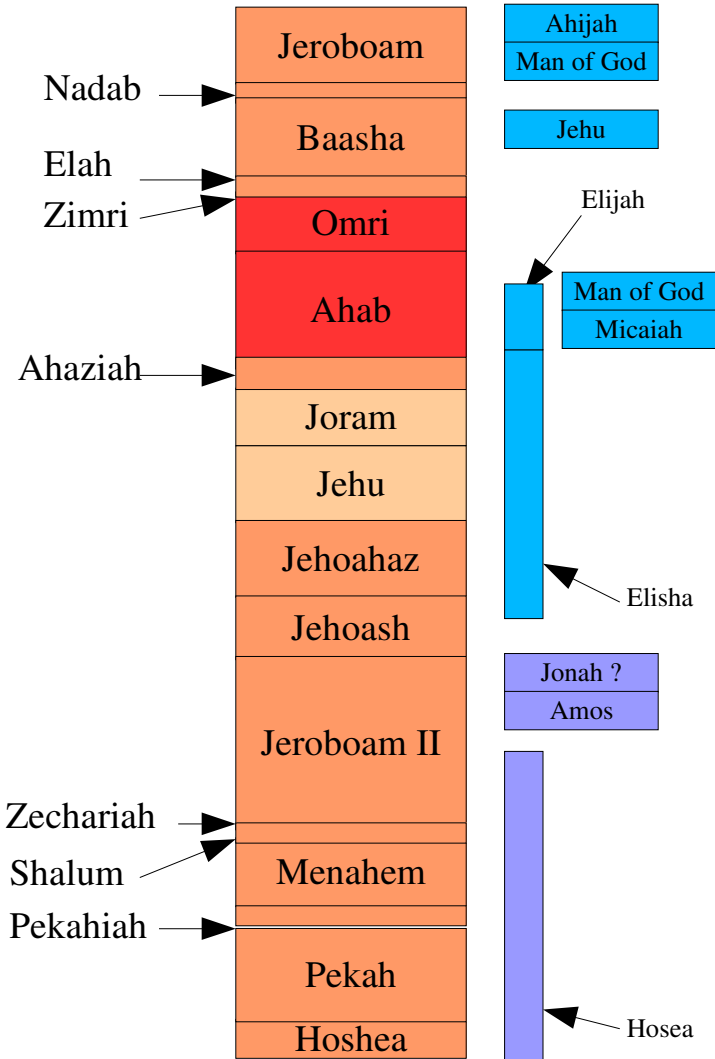 Jeroboam
Ahijah
Man of God
Nadab
Baasha
Jehu
Elah
Zimri
Omri
Elijah
Ahab
Man of God
Micaiah
Ahaziah
Joram
Jehu
Jehoahaz
Elisha
Jehoash
Jonah ?
Amos
Jeroboam II
Zechariah
Shalum
Menahem
Pekahiah
Pekah
Hosea
Hoshea